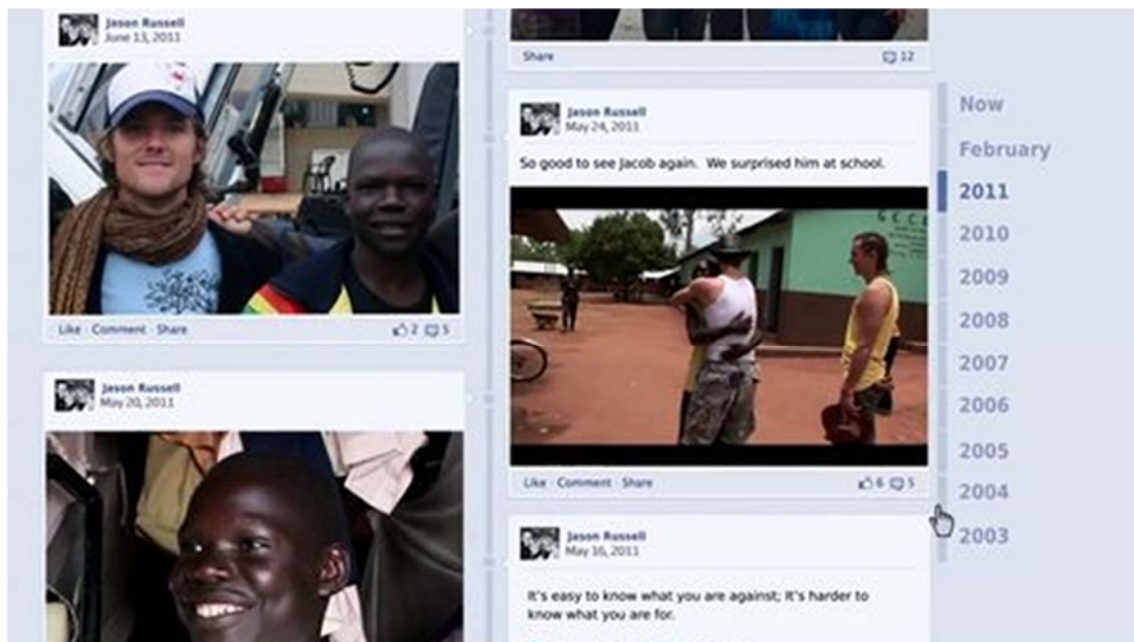 Jason Russell
June 13, 2011
Like · Comment · Share
2 5
Jason Russell
May 20, 2011
Share
12
Jason Russell
May 24, 2011
So good to see Jacob again. We surprised him at school.
Like · Comment · Share
6 5
Jason Russell
May 16, 2011
It's easy to know what you are against; It's harder to
know what you are for.
Now
February
2011
2010
2009
2008
2007
2006
2005
2004
2003